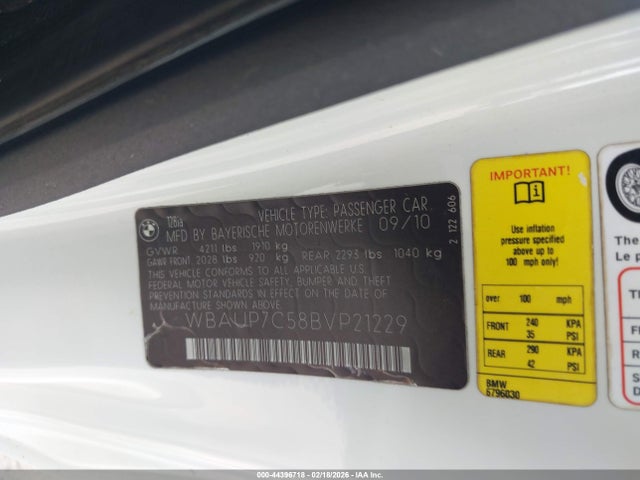 BMW
VEHICLE TYPE: PASSENGER CAR
MFD BY BAYERISCHE MOTORENWERKE 09/10
GVWR 4211 lbs 1910 kg
GAWR FRONT 2028 lbs 920 kg REAR 2293 lbs 1040 kg
THIS VEHICLE CONFORMS TO ALL APPLICABLE U.S.
FEDERAL MOTOR VEHICLE SAFETY, BUMPER, AND THEFT
PREVENTION STANDARDS IN EFFECT ON THE DATE OF
MANUFACTURE SHOWN ABOVE.
WBAUP7C58BVP21229
2 122 606
IMPORTANT!
Use inflation
pressure specified
above for up to
100 mph only!
over 100 mph
FRONT 240 KPA
35 PSI
REAR 290 KPA
42 PSI
BMW
6796030
Le p
000-44396718 - 02/18/2026 - IAA Inc.